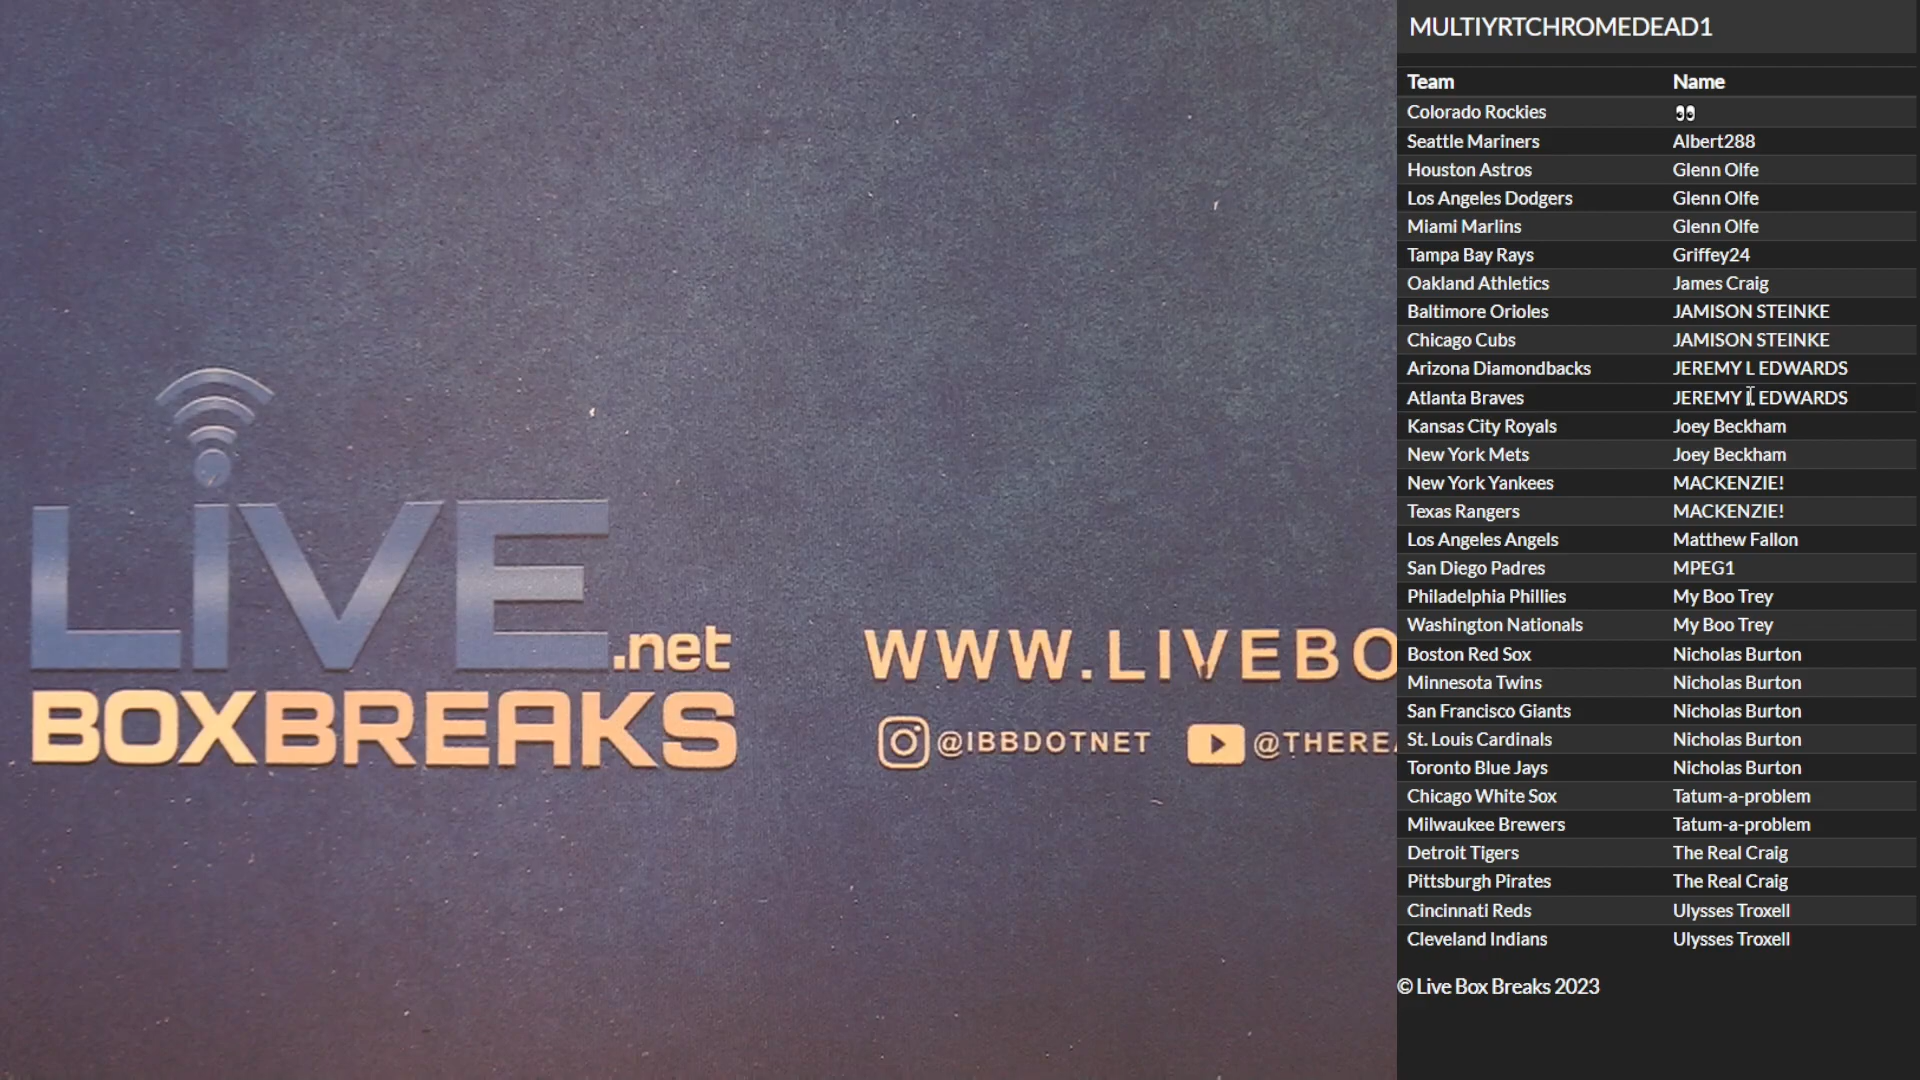 LIVE.net
BOXBREAKS
WWW.LIVEBO
@IBBDOTNET @THEREA
MULTIYRTCHROMEDEAD1
Team Name
Colorado Rockies 👀
Seattle Mariners Albert288
Houston Astros Glenn Olfe
Los Angeles Dodgers Glenn Olfe
Miami Marlins Glenn Olfe
Tampa Bay Rays Griffey24
Oakland Athletics James Craig
Baltimore Orioles JAMISON STEINKE
Chicago Cubs JAMISON STEINKE
Arizona Diamondbacks JEREMY L EDWARDS
Atlanta Braves JEREMY L EDWARDS
Kansas City Royals Joey Beckham
New York Mets Joey Beckham
New York Yankees MACKENZIE!
Texas Rangers MACKENZIE!
Los Angeles Angels Matthew Fallon
San Diego Padres MPEG1
Philadelphia Phillies My Boo Trey
Washington Nationals My Boo Trey
Boston Red Sox Nicholas Burton
Minnesota Twins Nicholas Burton
San Francisco Giants Nicholas Burton
St. Louis Cardinals Nicholas Burton
Toronto Blue Jays Nicholas Burton
Chicago White Sox Tatum-a-problem
Milwaukee Brewers Tatum-a-problem
Detroit Tigers The Real Craig
Pittsburgh Pirates The Real Craig
Cincinnati Reds Ulysses Troxell
Cleveland Indians Ulysses Troxell
© Live Box Breaks 2023